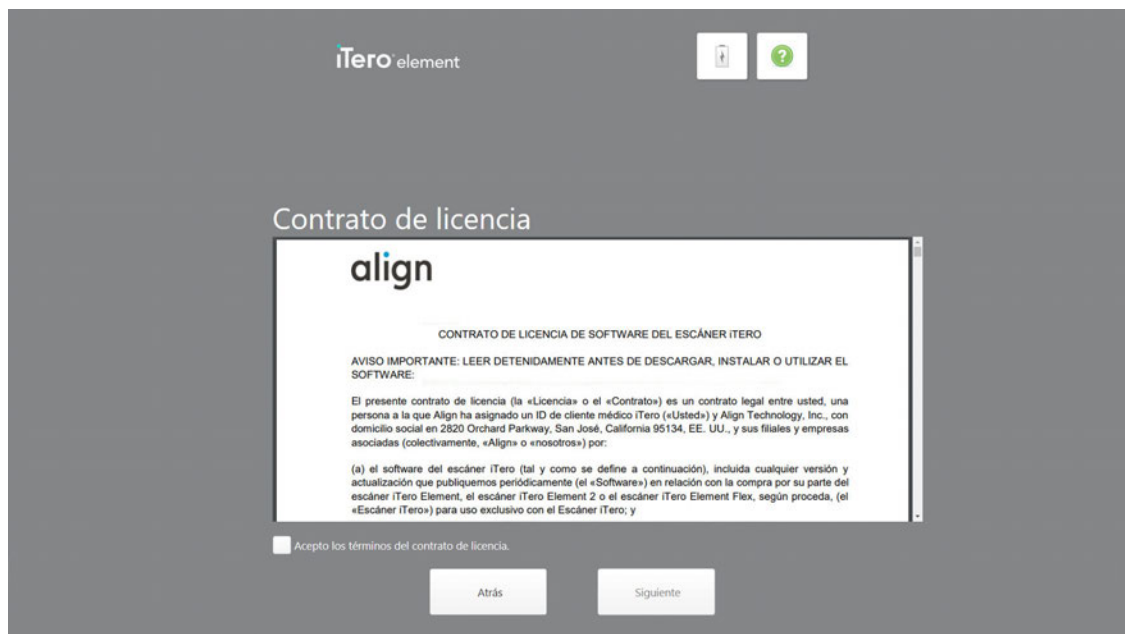 iTero element
?
Contrato de licencia
align
CONTRATO DE LICENCIA DE SOFTWARE DEL ESCÁNER iTERO
AVISO IMPORTANTE: LEER DETENIDAMENTE ANTES DE DESCARGAR, INSTALAR O UTILIZAR EL
SOFTWARE:
El presente contrato de licencia (la «Licencia» o el «Contrato») es un contrato legal entre usted, una
persona a la que Align ha asignado un ID de cliente médico iTero («Usted») y Align Technology, Inc., con
domicilio social en 2820 Orchard Parkway, San José, California 95134, EE. UU., y sus filiales y empresas
asociadas (colectivamente, «Align» o «nosotros») por:
(a) el software del escáner iTero (tal y como se define a continuación), incluida cualquier versión y
actualización que publiquemos periódicamente (el «Software») en relación con la compra por su parte del
escáner iTero Element, el escáner iTero Element 2 o el escáner iTero Element Flex, según proceda, (el
«Escáner iTero») para uso exclusivo con el Escáner iTero; y
Acepto los términos del contrato de licencia.
Atrás
Siguiente